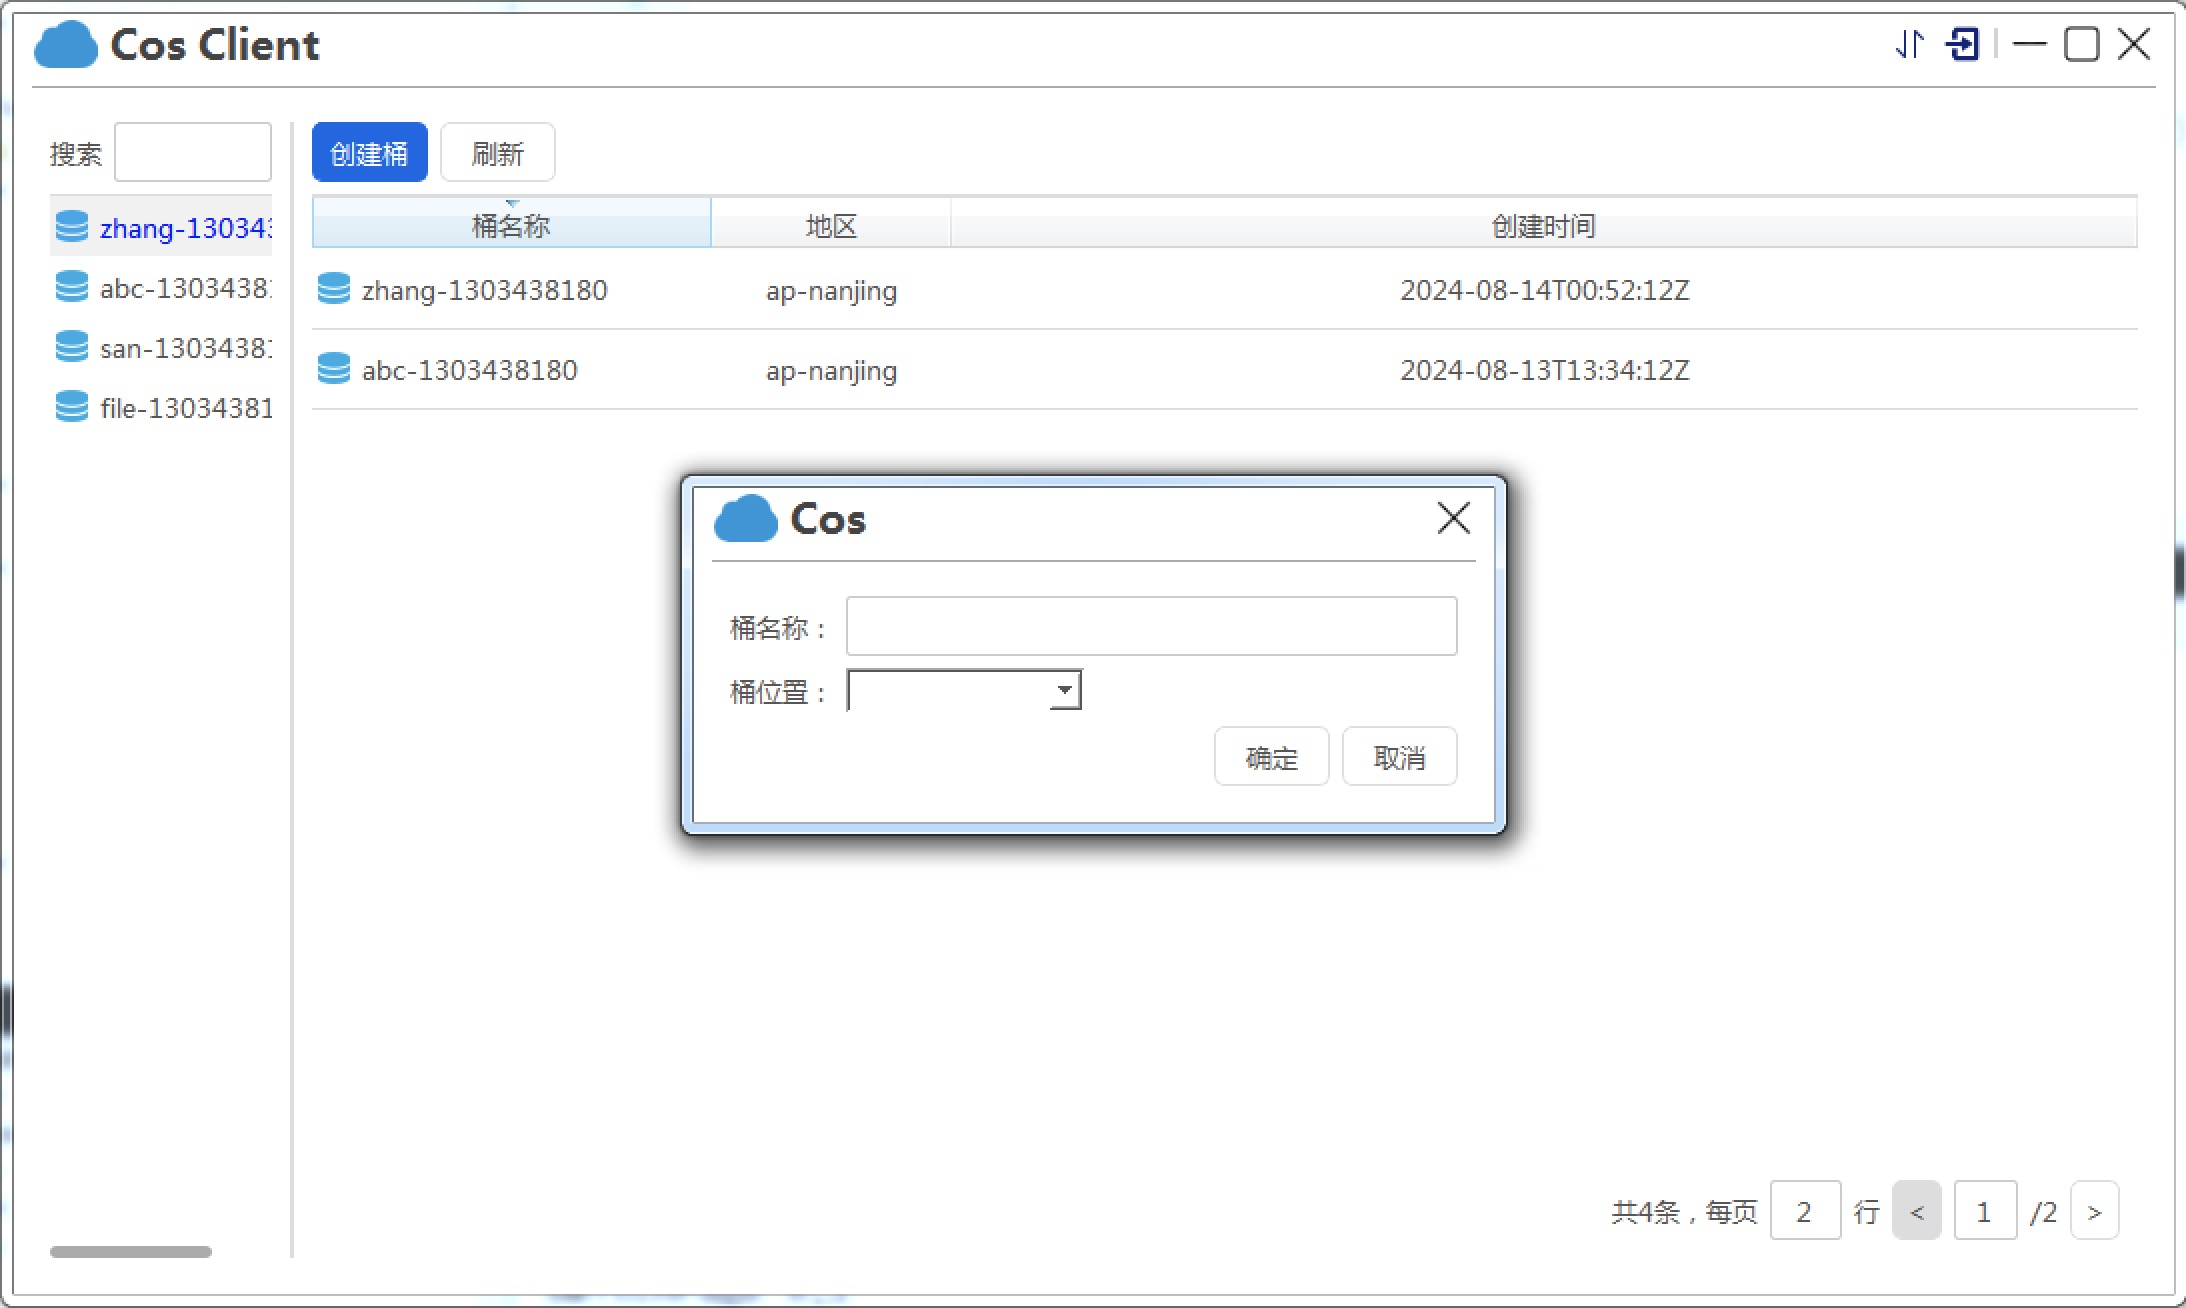 Cos Client
搜索
创建桶 刷新
zhang-130343
abc-1303438
san-1303438
file-13034381
桶名称 地区 创建时间
zhang-1303438180 ap-nanjing 2024-08-14T00:52:12Z
abc-1303438180 ap-nanjing 2024-08-13T13:34:12Z
Cos
桶名称：
桶位置：
确定 取消
共4条，每页 2 行 < 1 /2 >